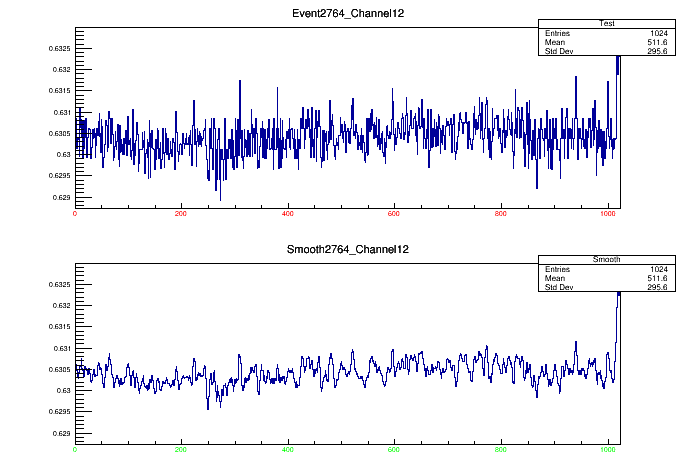 Event2764_Channel12
Test
Entries 1024
Mean 511.6
Std Dev 295.6
0.6325
0.632
0.6315
0.631
0.6305
0.63
0.6295
0.629
0 200 400 600 800 1000
Smooth2764_Channel12
Smooth
Entries 1024
Mean 511.6
Std Dev 295.6
0.6325
0.632
0.6315
0.631
0.6305
0.63
0.6295
0.629
0 200 400 600 800 1000